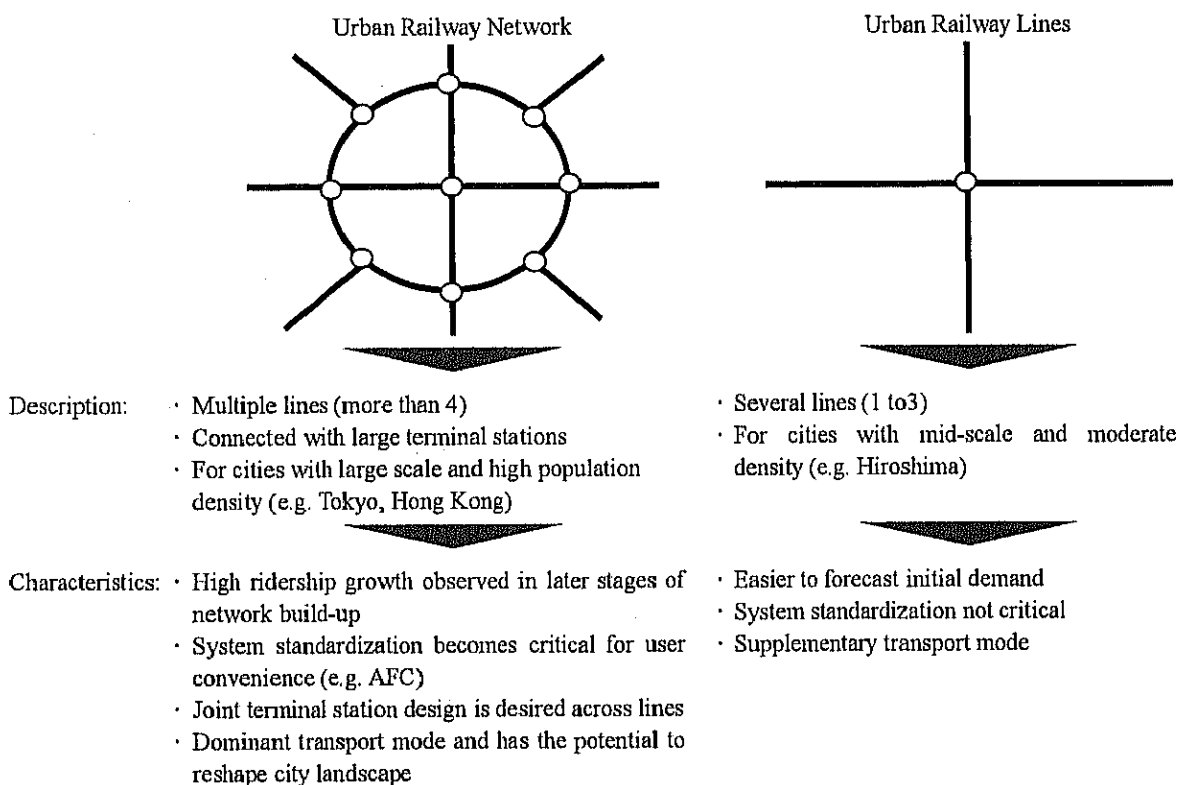 Urban Railway Network
Urban Railway Lines
Description:
· Multiple lines (more than 4)
· Connected with large terminal stations
· For cities with large scale and high population
density (e.g. Tokyo, Hong Kong)
· Several lines (1 to3)
· For cities with mid-scale and moderate
density (e.g. Hiroshima)
Characteristics:
· High ridership growth observed in later stages of
network build-up
· System standardization becomes critical for user
convenience (e.g. AFC)
· Joint terminal station design is desired across lines
· Dominant transport mode and has the potential to
reshape city landscape
· Easier to forecast initial demand
· System standardization not critical
· Supplementary transport mode